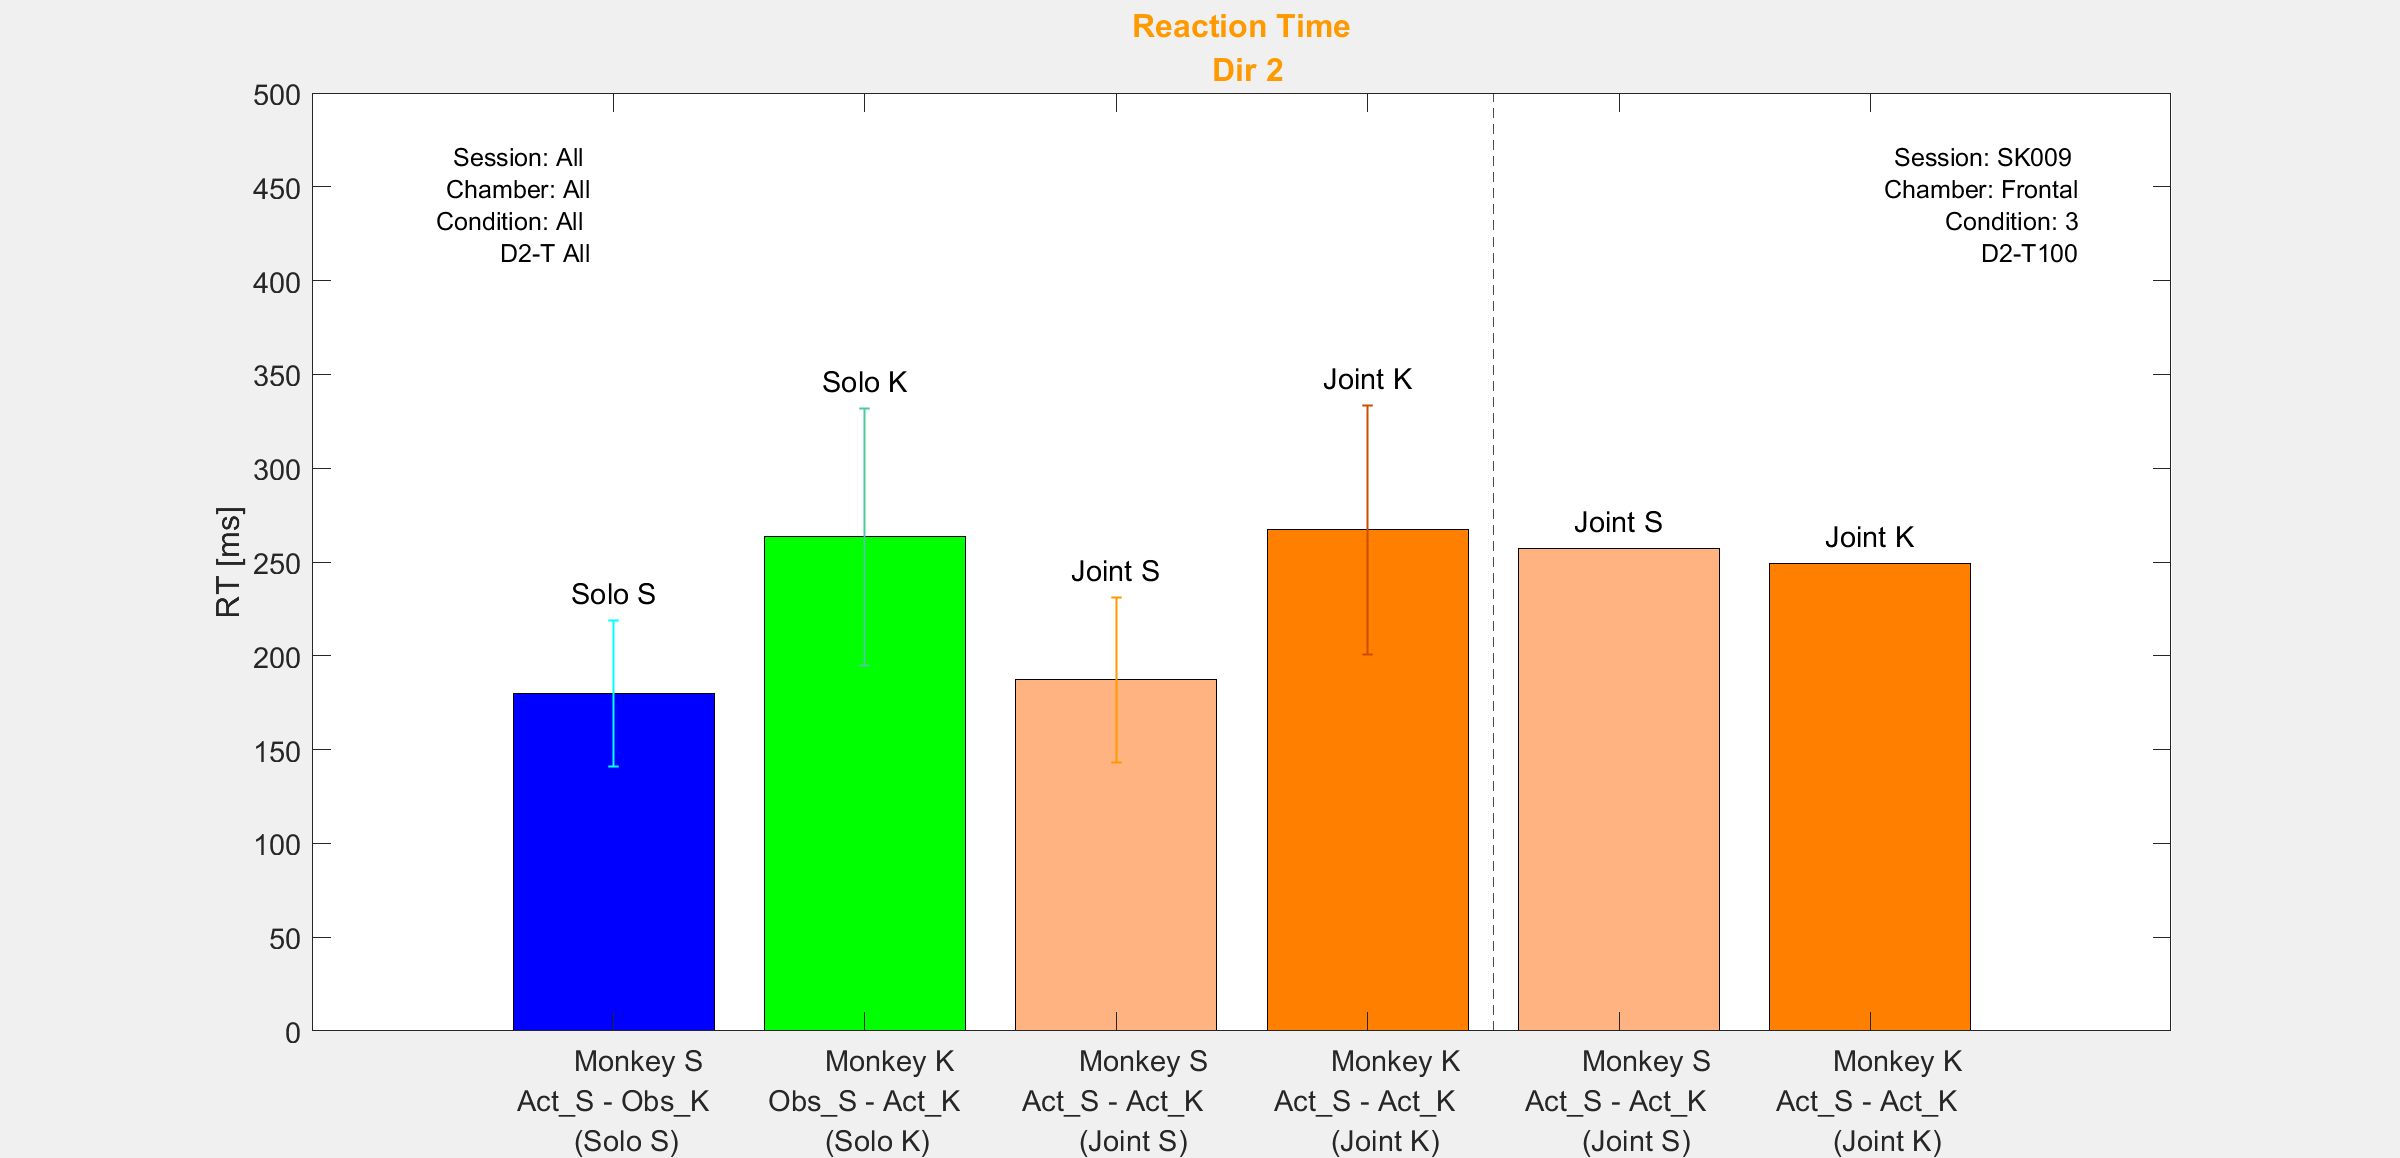 Reaction Time
Dir 2
500
450
400
350
300
250
200
150
100
50
0
RT [ms]
Session: All
Chamber: All
Condition: All
D2-T All
Session: SK009
Chamber: Frontal
Condition: 3
D2-T100
Solo S
Solo K
Joint S
Joint K
Joint S
Joint K
Monkey S
Act_S - Obs_K
(Solo S)
Monkey K
Obs_S - Act_K
(Solo K)
Monkey S
Act_S - Act_K
(Joint S)
Monkey K
Act_S - Act_K
(Joint K)
Monkey S
Act_S - Act_K
(Joint S)
Monkey K
Act_S - Act_K
(Joint K)